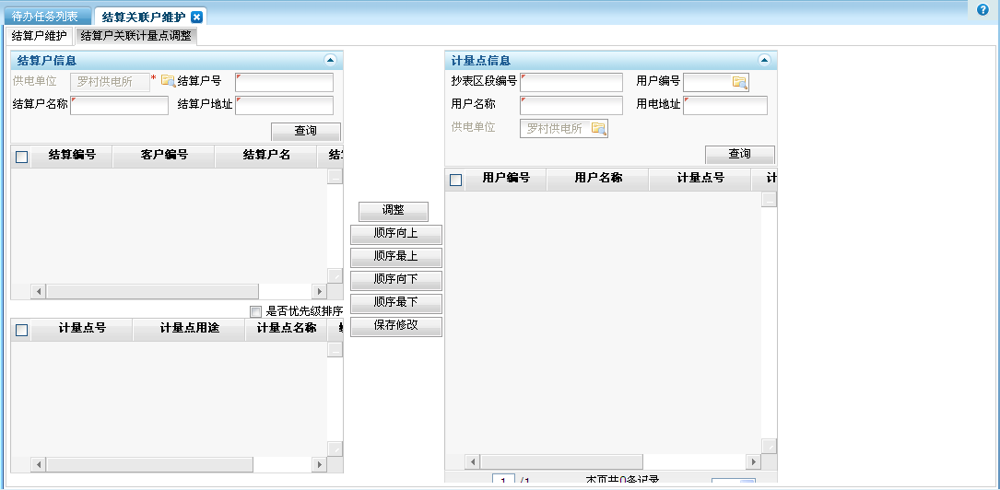 待办任务列表 结算关联户维护
结算户维护 结算户关联计量点调整
结算户信息
供电单位 罗村供电所 * 结算户号
结算户名称 结算户地址
查询
结算编号 客户编号 结算户名
是否优先级排序
计量点号 计量点用途 计量点名称
调整
顺序向上
顺序最上
顺序向下
顺序最下
保存修改
计量点信息
抄表区段编号 用户编号
用户名称 用电地址
供电单位 罗村供电所
查询
用户编号 用户名称 计量点号 计
1 /1 本页共0条记录